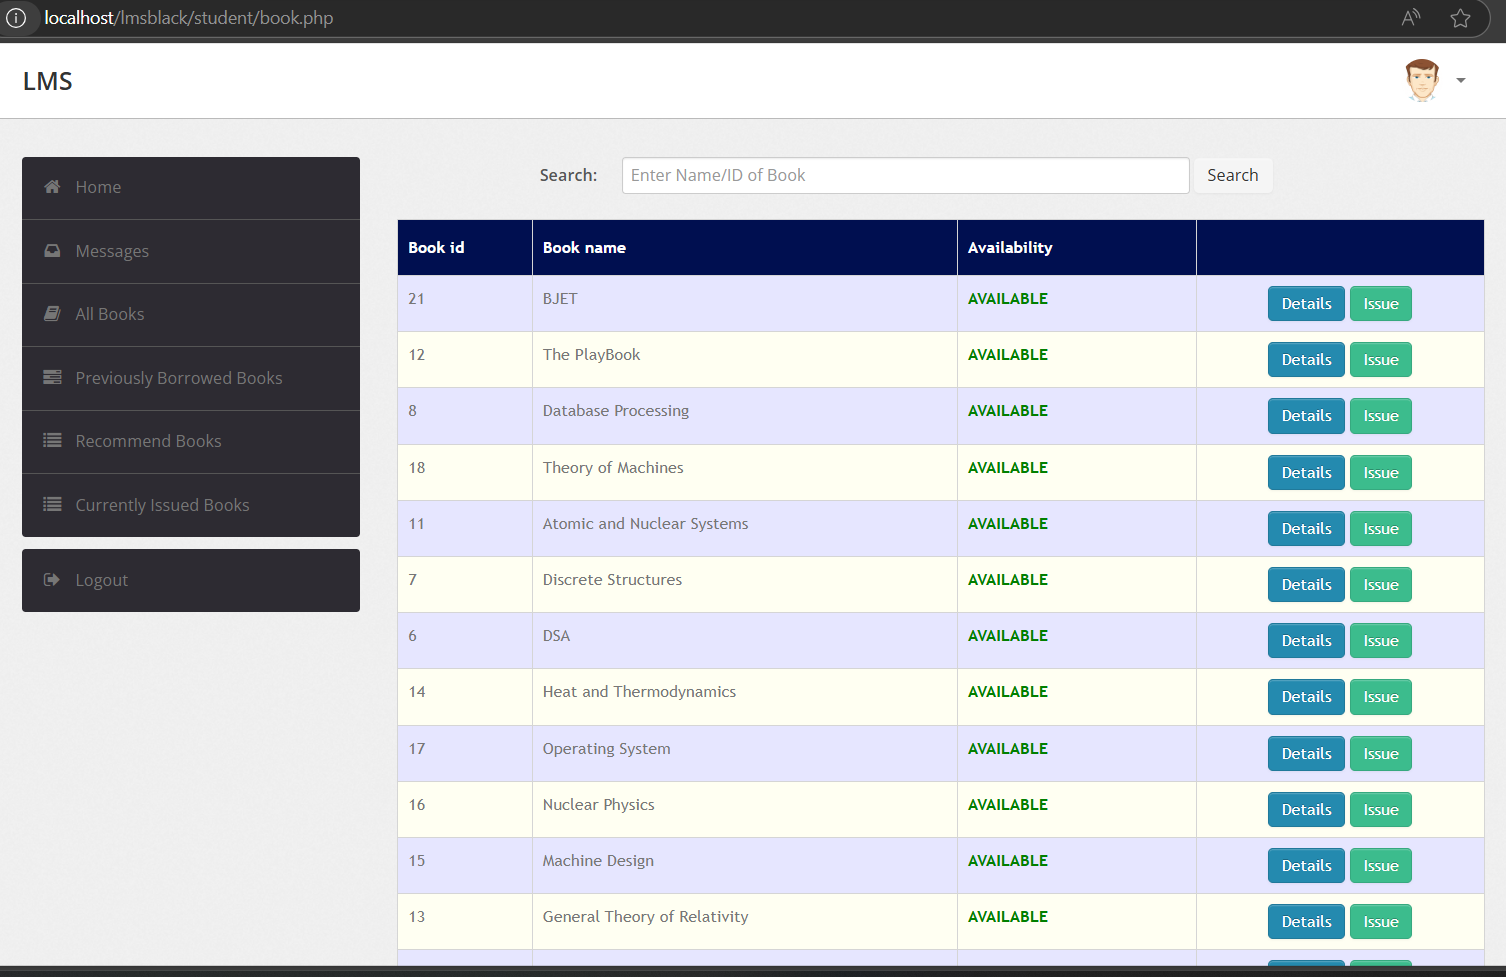 localhost/lmsblack/student/book.php
LMS
Home
Messages
All Books
Previously Borrowed Books
Recommend Books
Currently Issued Books
Logout
Search: Enter Name/ID of Book Search
Book id Book name Availability
21 BJET AVAILABLE Details Issue
12 The PlayBook AVAILABLE Details Issue
8 Database Processing AVAILABLE Details Issue
18 Theory of Machines AVAILABLE Details Issue
11 Atomic and Nuclear Systems AVAILABLE Details Issue
7 Discrete Structures AVAILABLE Details Issue
6 DSA AVAILABLE Details Issue
14 Heat and Thermodynamics AVAILABLE Details Issue
17 Operating System AVAILABLE Details Issue
16 Nuclear Physics AVAILABLE Details Issue
15 Machine Design AVAILABLE Details Issue
13 General Theory of Relativity AVAILABLE Details Issue